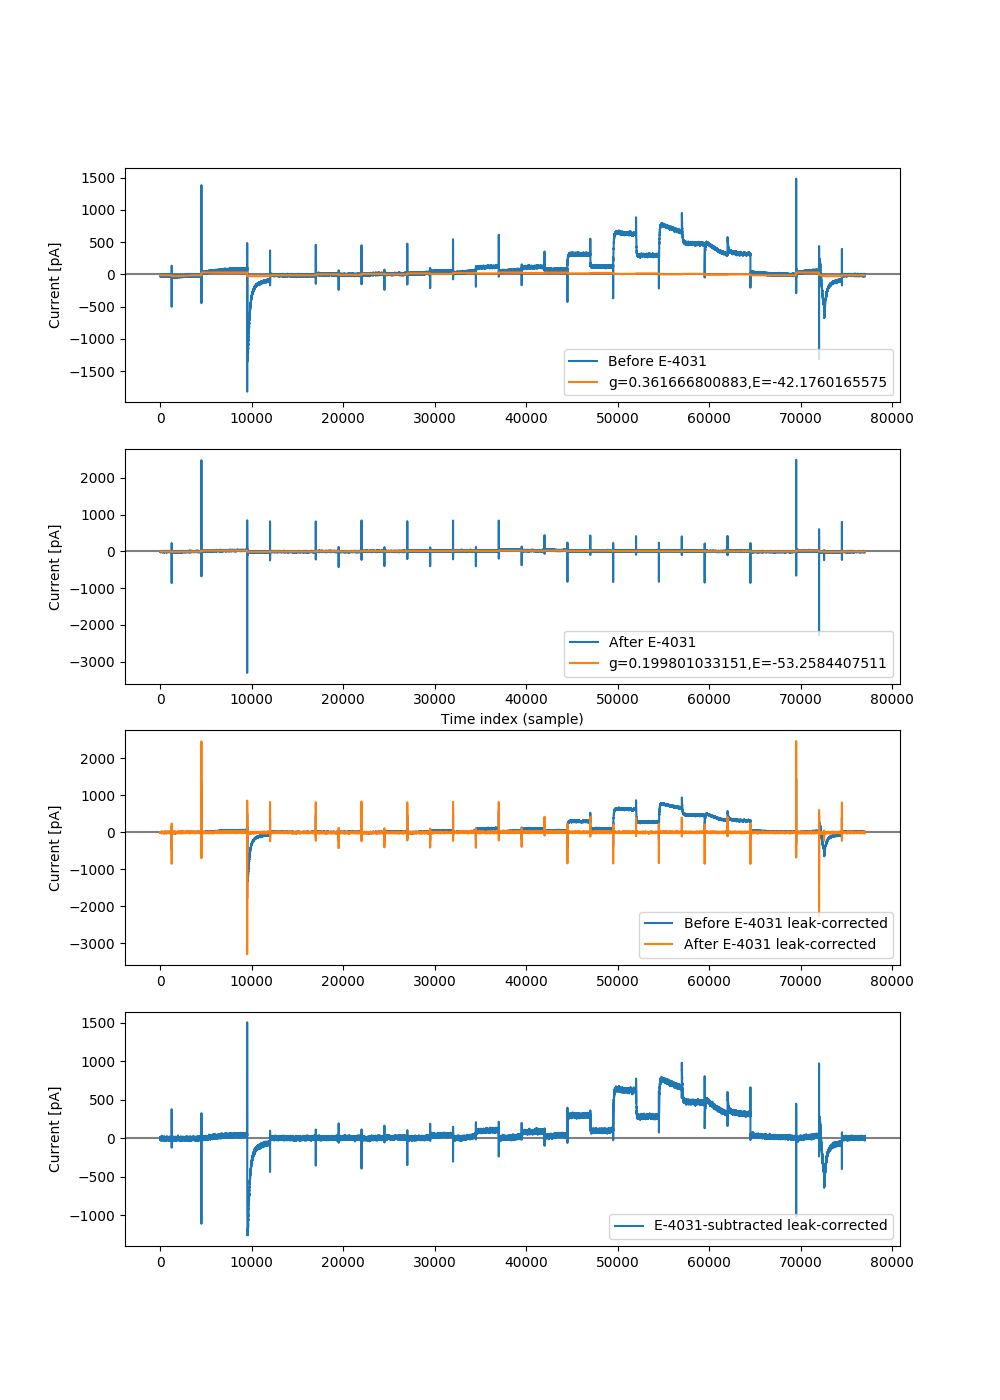 1500
1000
500
0
−500
−1000
−1500
Current [pA]
Before E-4031
g=0.361666800883,E=-42.1760165575
0 10000 20000 30000 40000 50000 60000 70000 80000
2000
1000
0
−1000
−2000
−3000
Current [pA]
After E-4031
g=0.199801033151,E=-53.2584407511
0 10000 20000 30000 40000 50000 60000 70000 80000
Time index (sample)
2000
1000
0
−1000
−2000
−3000
Current [pA]
Before E-4031 leak-corrected
After E-4031 leak-corrected
0 10000 20000 30000 40000 50000 60000 70000 80000
1500
1000
500
0
−500
−1000
Current [pA]
E-4031-subtracted leak-corrected
0 10000 20000 30000 40000 50000 60000 70000 80000